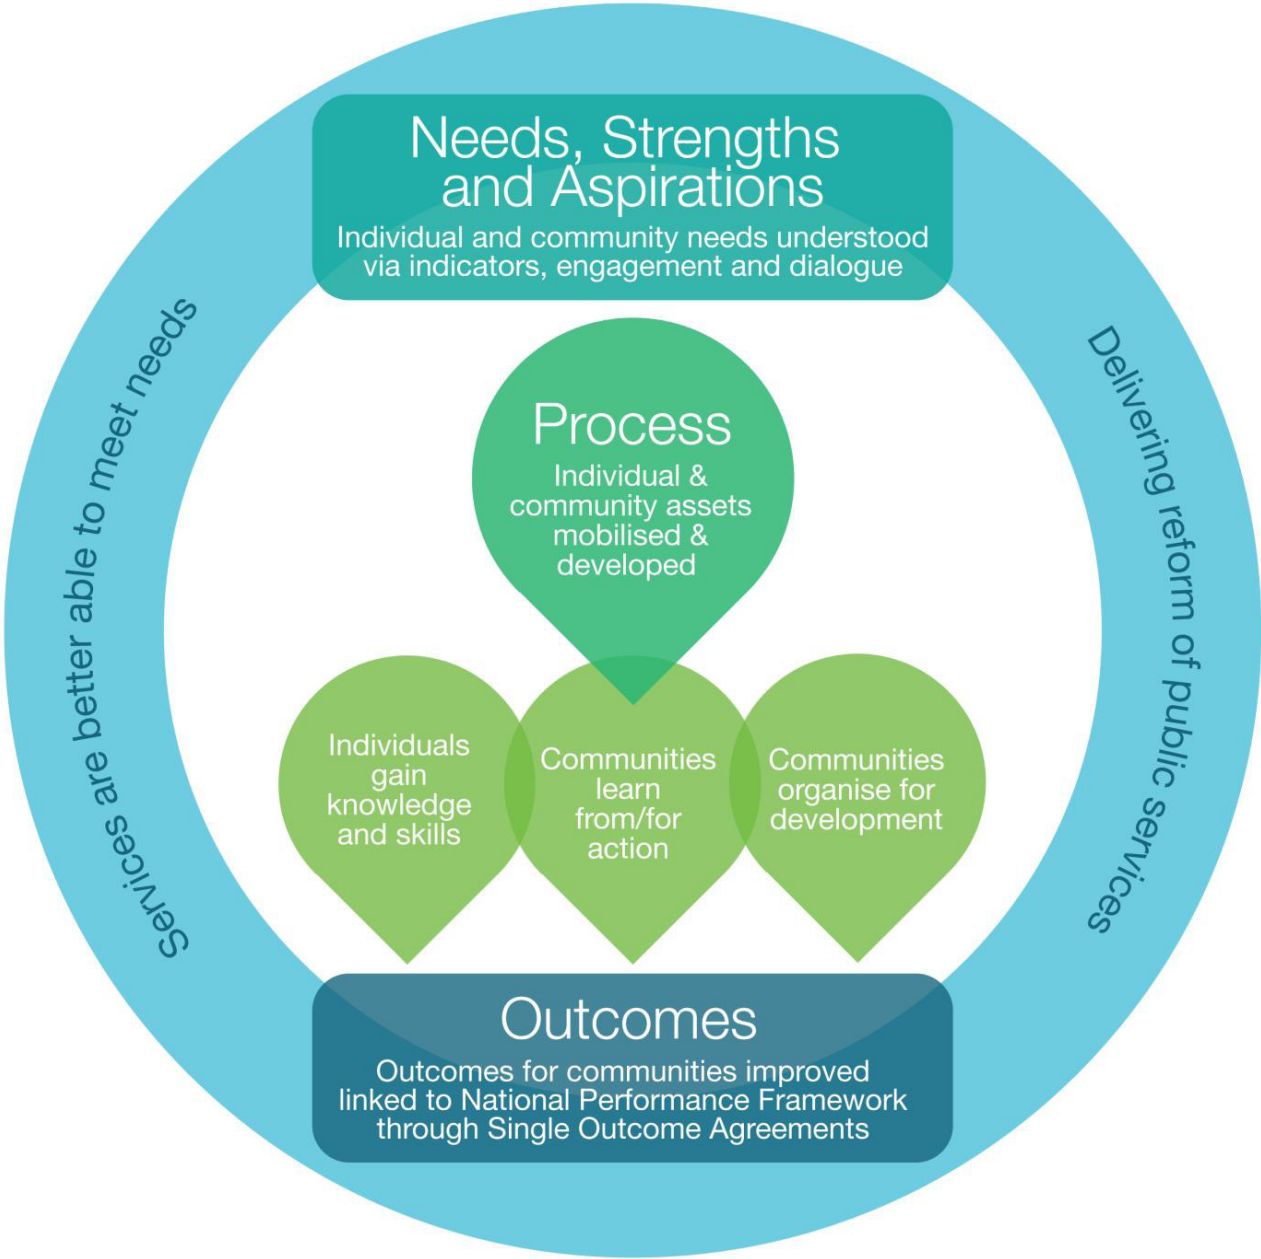 Needs, Strengths
and Aspirations
Individual and community needs understood
via indicators, engagement and dialogue
Services are better able to meet needs
Delivering reform of public services
Process
Individual &
community assets
mobilised &
developed
Individuals
gain
knowledge
and skills
Communities
learn
from/for
action
Communities
organise for
development
Outcomes
Outcomes for communities improved
linked to National Performance Framework
through Single Outcome Agreements